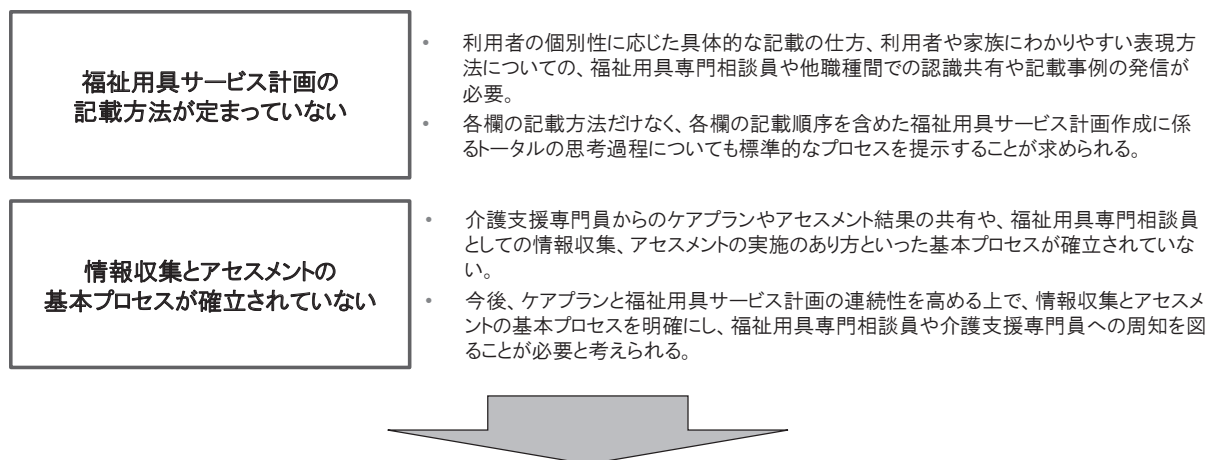 福祉用具サービス計画の
記載方法が定まっていない
• 利用者の個別性に応じた具体的な記載の仕方、利用者や家族にわかりやすい表現方
法についての、福祉用具専門相談員や他職種間での認識共有や記載事例の発信が
必要。
• 各欄の記載方法だけなく、各欄の記載順序を含めた福祉用具サービス計画作成に係
るトータルの思考過程についても標準的なプロセスを提示することが求められる。
情報収集とアセスメントの
基本プロセスが確立されていない
• 介護支援専門員からのケアプランやアセスメント結果の共有や、福祉用具専門相談員
としての情報収集、アセスメントの実施のあり方といった基本プロセスが確立されていな
い。
• 今後、ケアプランと福祉用具サービス計画の連続性を高める上で、情報収集とアセスメ
ントの基本プロセスを明確にし、福祉用具専門相談員や介護支援専門員への周知を図
ることが必要と考えられる。